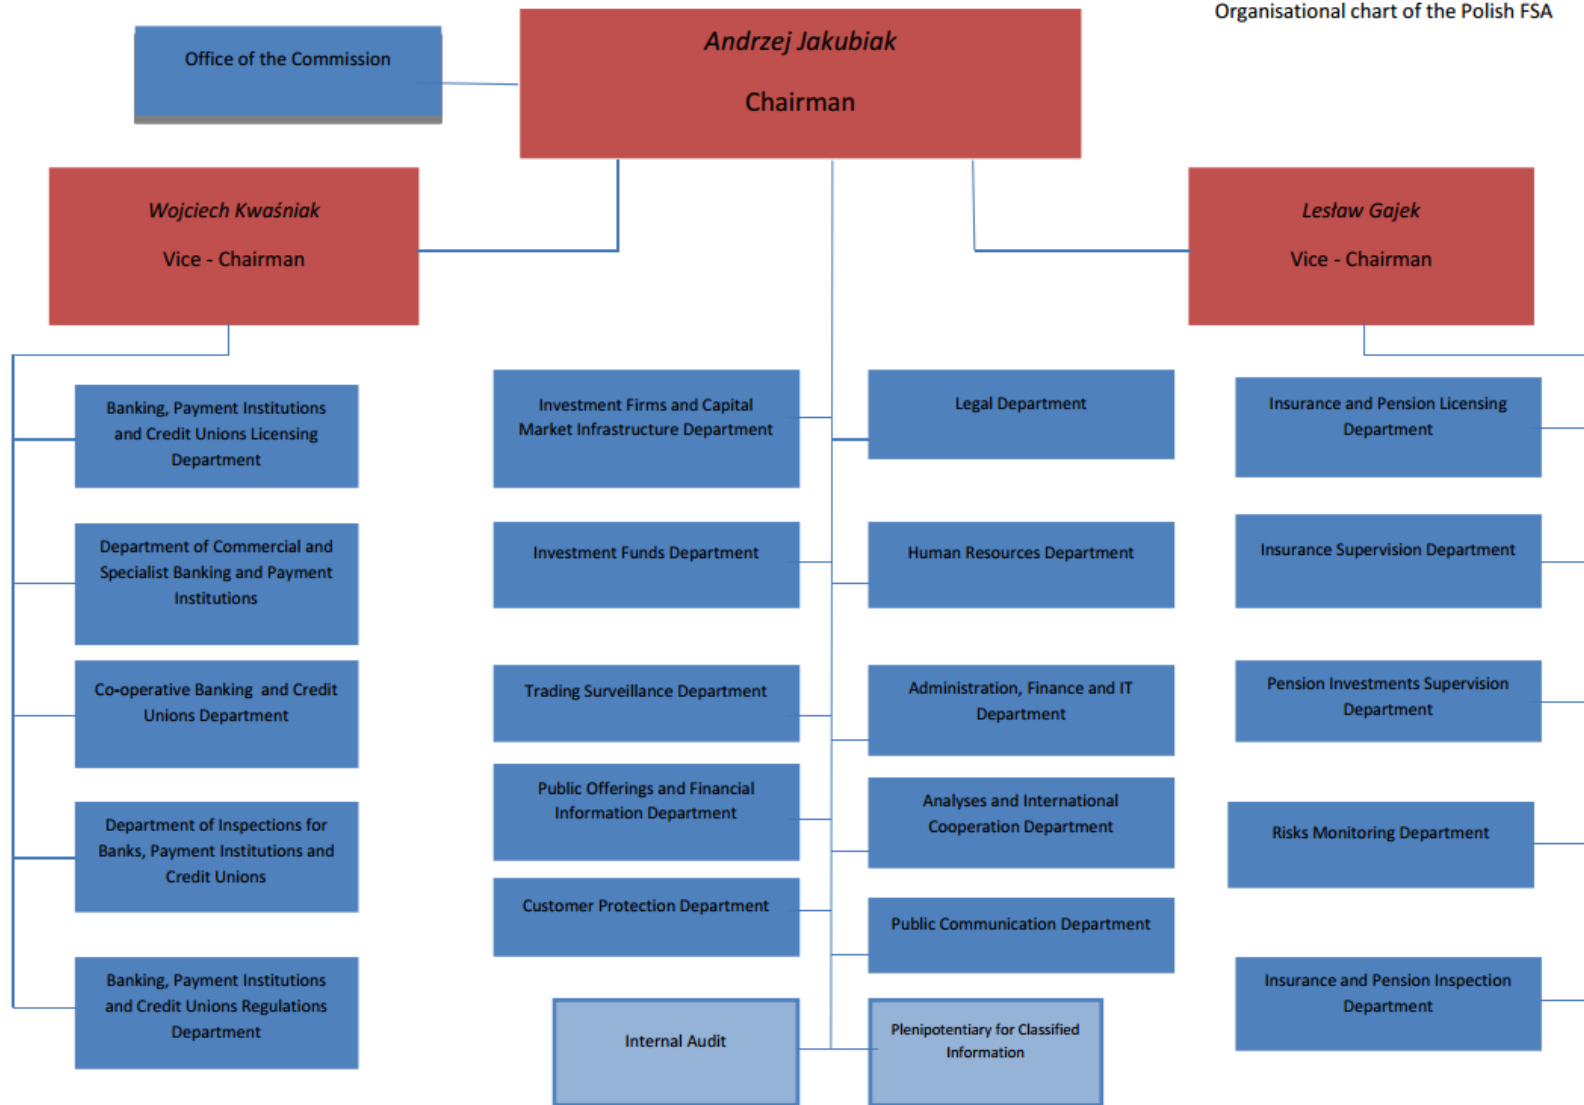 Organisational chart of the Polish FSA
Office of the Commission
Andrzej Jakubiak
Chairman
Wojciech Kwaśniak
Vice - Chairman
Lesław Gajek
Vice - Chairman
Banking, Payment Institutions
and Credit Unions Licensing
Department
Department of Commercial and
Specialist Banking and Payment
Institutions
Co-operative Banking and Credit
Unions Department
Department of Inspections for
Banks, Payment Institutions and
Credit Unions
Banking, Payment Institutions
and Credit Unions Regulations
Department
Investment Firms and Capital
Market Infrastructure Department
Investment Funds Department
Trading Surveillance Department
Public Offerings and Financial
Information Department
Customer Protection Department
Internal Audit
Legal Department
Human Resources Department
Administration, Finance and IT
Department
Analyses and International
Cooperation Department
Public Communication Department
Plenipotentiary for Classified
Information
Insurance and Pension Licensing
Department
Insurance Supervision Department
Pension Investments Supervision
Department
Risks Monitoring Department
Insurance and Pension Inspection
Department